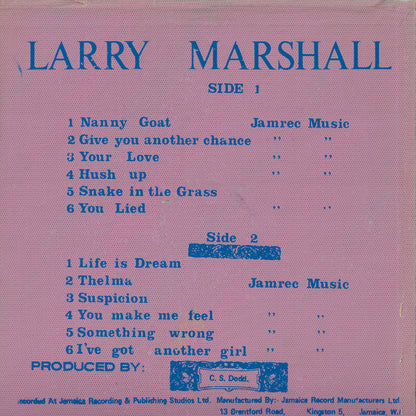 LARRY MARSHALL
SIDE 1
1 Nanny Goat Jamrec Music
2 Give you another chance " "
3 Your Love " "
4 Hush up " "
5 Snake in the Grass
6 You Lied " "
Side 2
1 Life is Dream
2 Thelma Jamrec Music
3 Suspicion
4 You make me feel " "
5 Something wrong " "
6 I've got another girl " "
PRODUCED BY: C. S. Dodd.
Recorded At Jamaica Recording & Publishing Studios Ltd. Manufactured By: Jamaica Record Manufacturers Ltd.
13 Brentford Road, Kingston 5, Jamaica, W.I